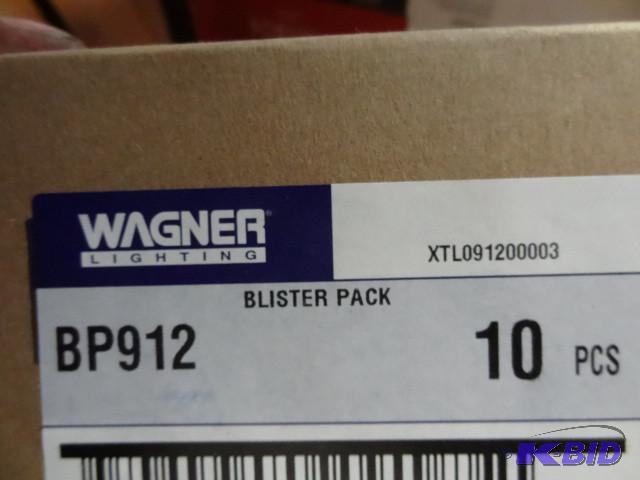 WAGNER®
LIGHTING
XTL091200003
BLISTER PACK
BP912 10 PCS
K-BID